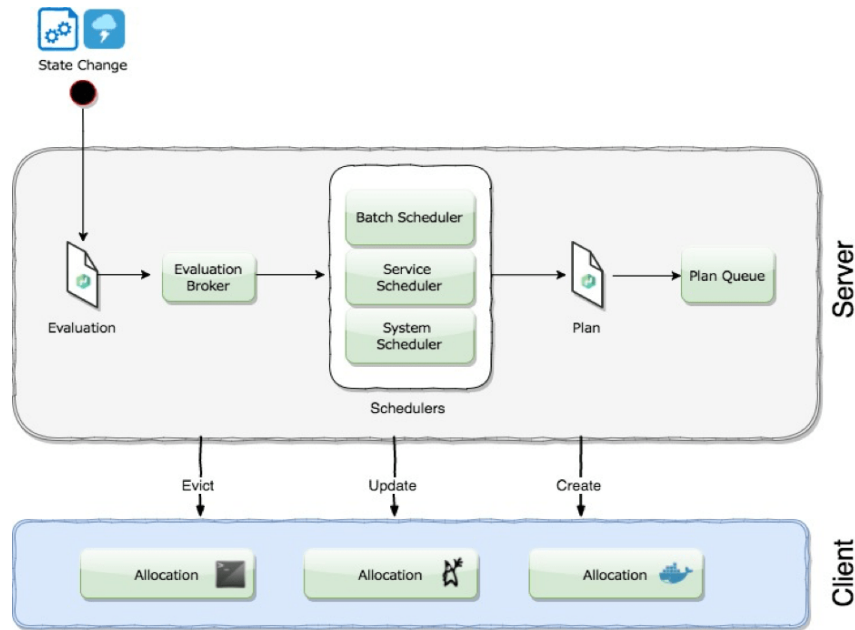 State Change
Server
Batch Scheduler
Evaluation
Broker
Service
Scheduler
Plan Queue
System
Scheduler
Evaluation
Plan
Schedulers
Evict
Update
Create
Client
Allocation
Allocation
Allocation